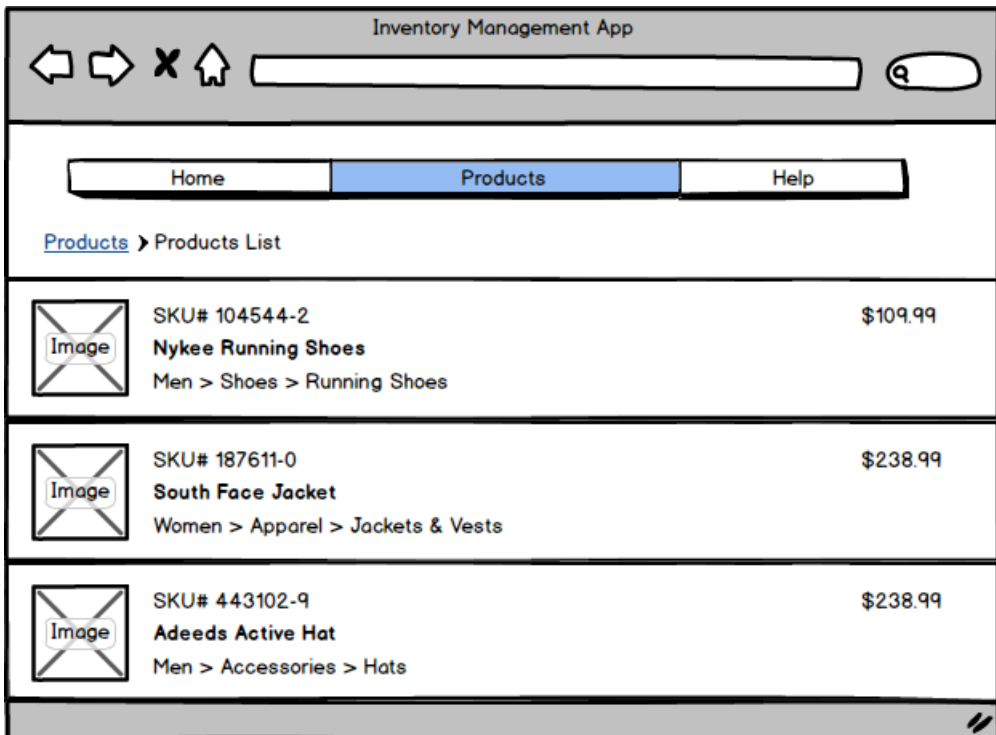 Inventory Management App
Home Products Help
Products > Products List
Image
SKU# 104544-2
$109.99
Nykee Running Shoes
Men > Shoes > Running Shoes
Image
SKU# 187611-0
$238.99
South Face Jacket
Women > Apparel > Jackets & Vests
Image
SKU# 443102-9
$238.99
Adeeds Active Hat
Men > Accessories > Hats